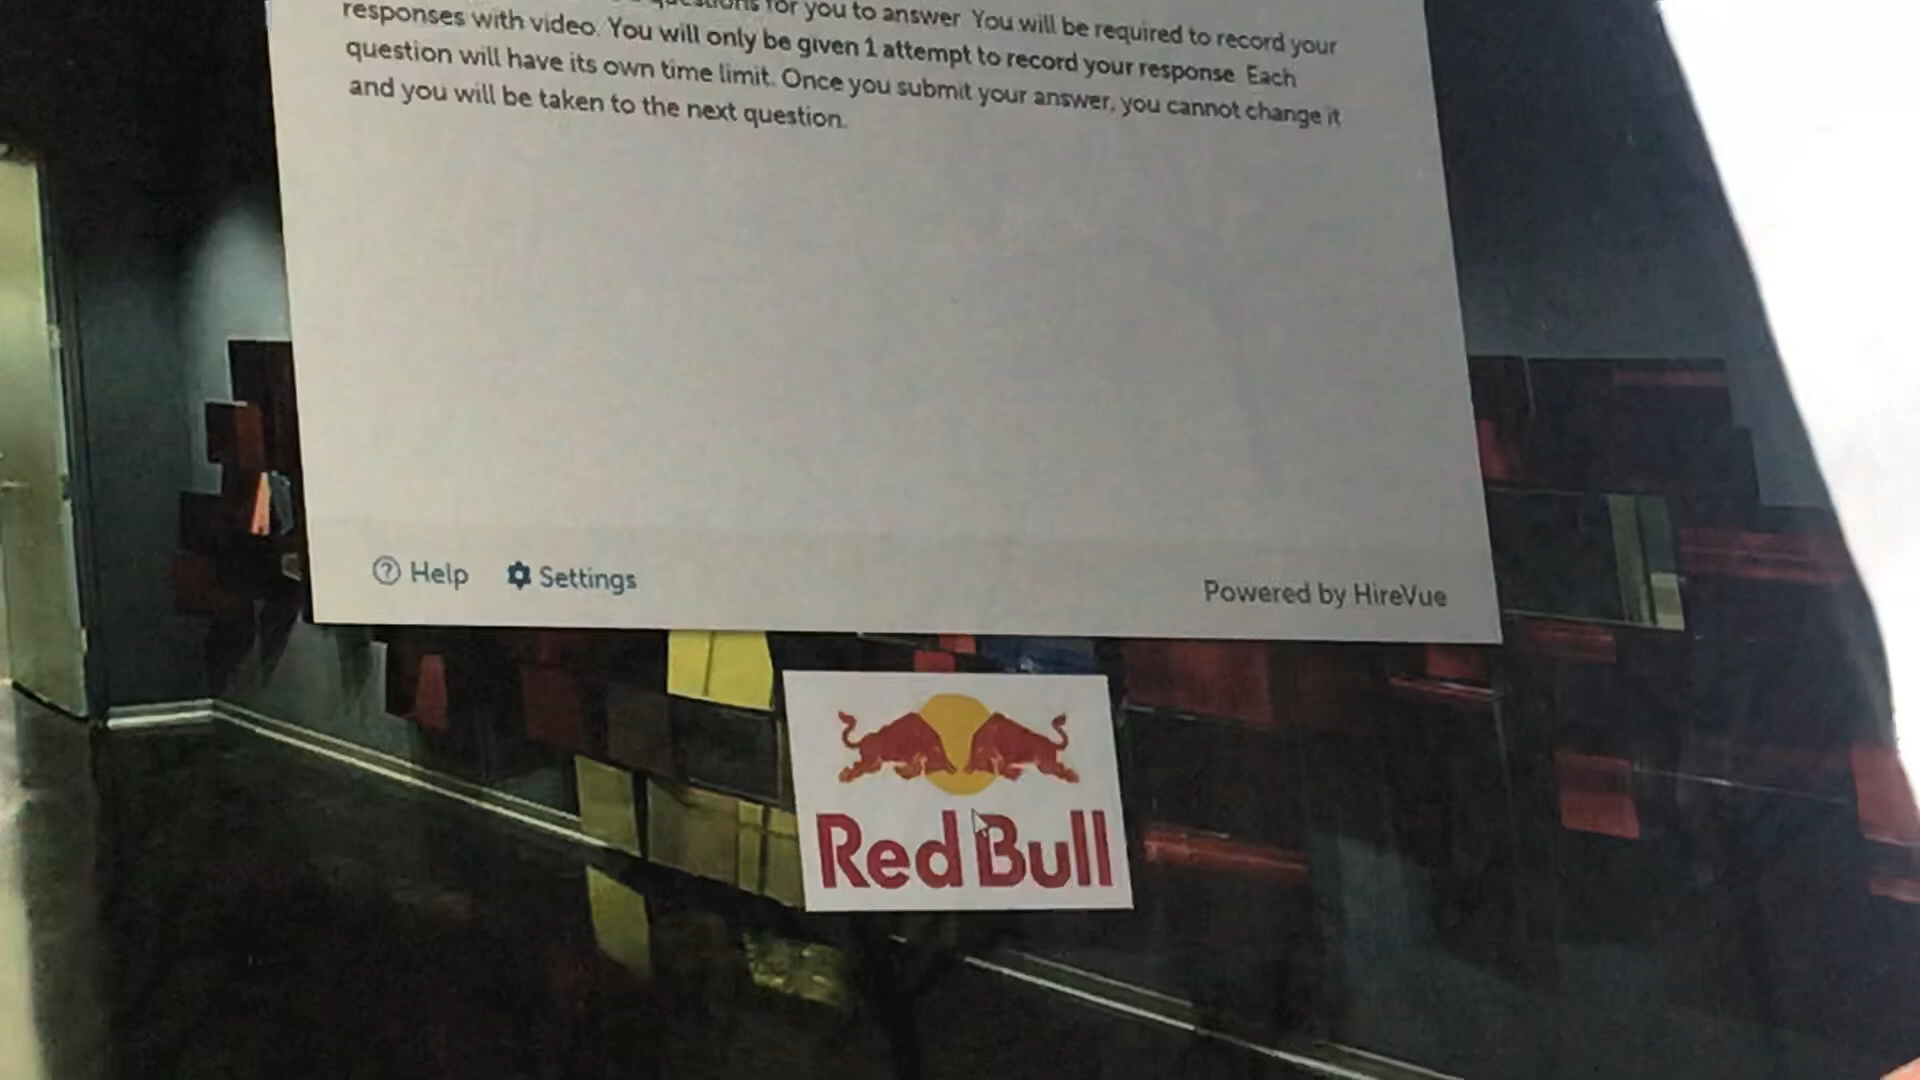 questions for you to answer. You will be required to record your
responses with video. You will only be given 1 attempt to record your response. Each
question will have its own time limit. Once you submit your answer, you cannot change it
and you will be taken to the next question.
Help Settings
Powered by HireVue
Red Bull